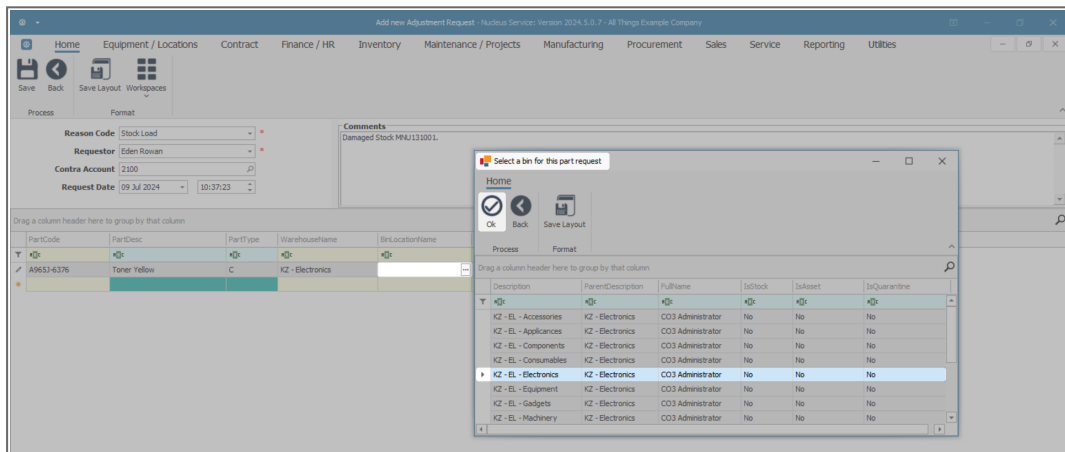 Add new Adjustment Request - Nucleus Service: Version 2024.5.0.7 - All Things Example Company
Home Equipment / Locations Contract Finance / HR Inventory Maintenance / Projects Manufacturing Procurement Sales Service Reporting Utilities
Save Back Save Layout Workspaces
Process Format
Reason Code Stock Load *
Requestor Eden Rowan *
Contra Account 2100
Request Date 09 Jul 2024 10:37:23
Comments
Damaged Stock MNU131001.
Drag a column header here to group by that column
PartCode PartDesc PartType WarehouseName BinLocationName
A965J-6376 Toner Yellow C KZ - Electronics
Select a bin for this part request
Home
Ok Back Save Layout
Process Format
Drag a column header here to group by that column
Description ParentDescription FullName IsStock IsAsset IsQuarantine
KZ - EL - Accessories KZ - Electronics CO3 Administrator No No No
KZ - EL - Applicances KZ - Electronics CO3 Administrator No No No
KZ - EL - Components KZ - Electronics CO3 Administrator No No No
KZ - EL - Consumables KZ - Electronics CO3 Administrator No No No
KZ - EL - Electronics KZ - Electronics CO3 Administrator No No No
KZ - EL - Equipment KZ - Electronics CO3 Administrator No No No
KZ - EL - Gadgets KZ - Electronics CO3 Administrator No No No
KZ - EL - Machinery KZ - Electronics CO3 Administrator No No No